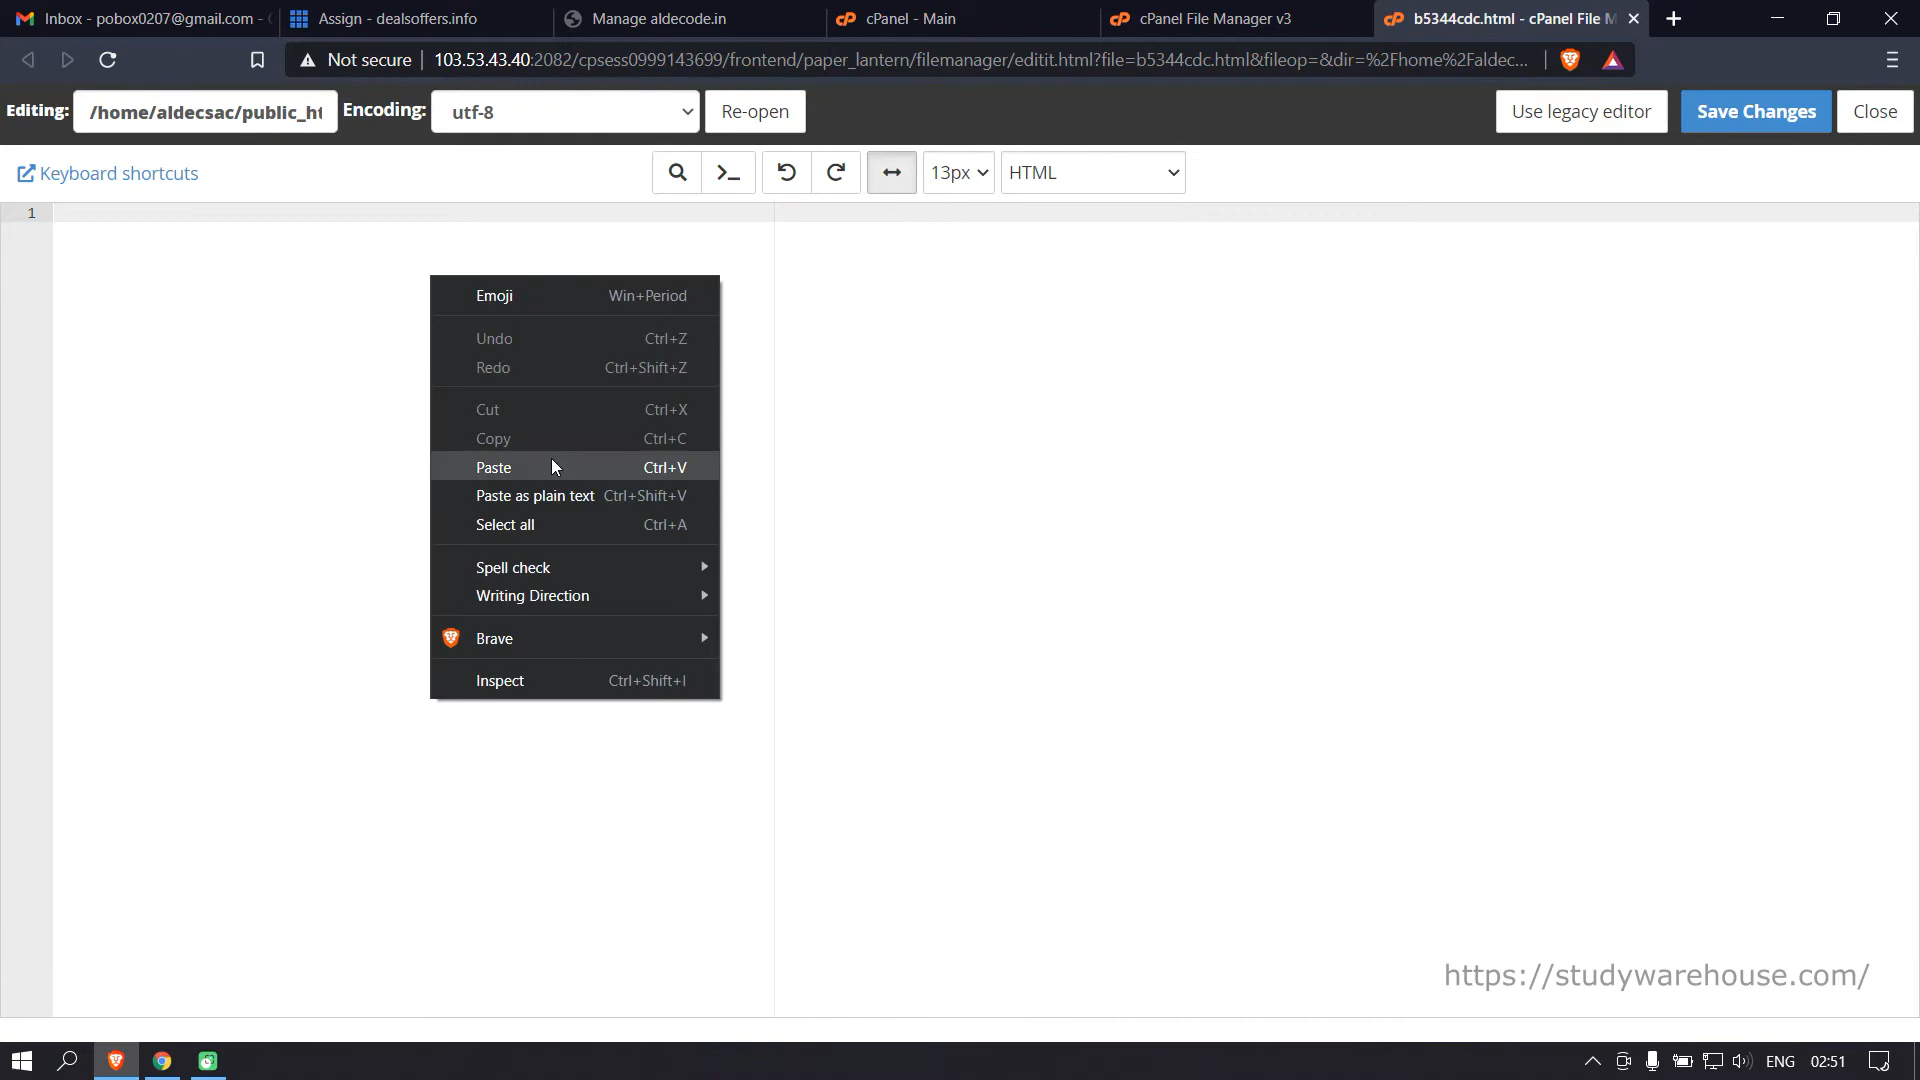 Inbox - pobox0207@gmail.com -
Assign - dealsoffers.info
Manage aldecode.in
cPanel - Main
cPanel File Manager v3
b5344cdc.html - cPanel File M
Not secure
103.53.43.40:2082/cpsess0999143699/frontend/paper_lantern/filemanager/editit.html?file=b5344cdc.html&fileop=&dir=%2Fhome%2Faldec...
Editing:
/home/aldecsac/public_ht
Encoding:
utf-8
Re-open
Use legacy editor
Save Changes
Close
Keyboard shortcuts
13px
HTML
1
Emoji Win+Period
Undo Ctrl+Z
Redo Ctrl+Shift+Z
Cut Ctrl+X
Copy Ctrl+C
Paste Ctrl+V
Paste as plain text Ctrl+Shift+V
Select all Ctrl+A
Spell check
Writing Direction
Brave
Inspect Ctrl+Shift+I
https://studywarehouse.com/
ENG 02:51